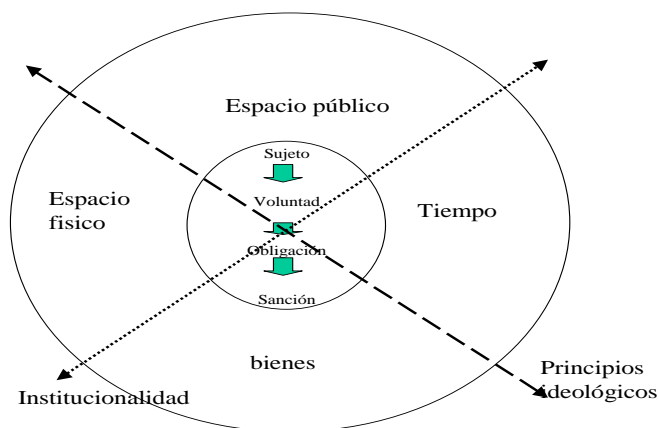 Espacio público
Sujeto
Espacio
fisico
Voluntad
Tiempo
Obligación
Sanción
bienes
Institucionalidad
Principios
ideológicos